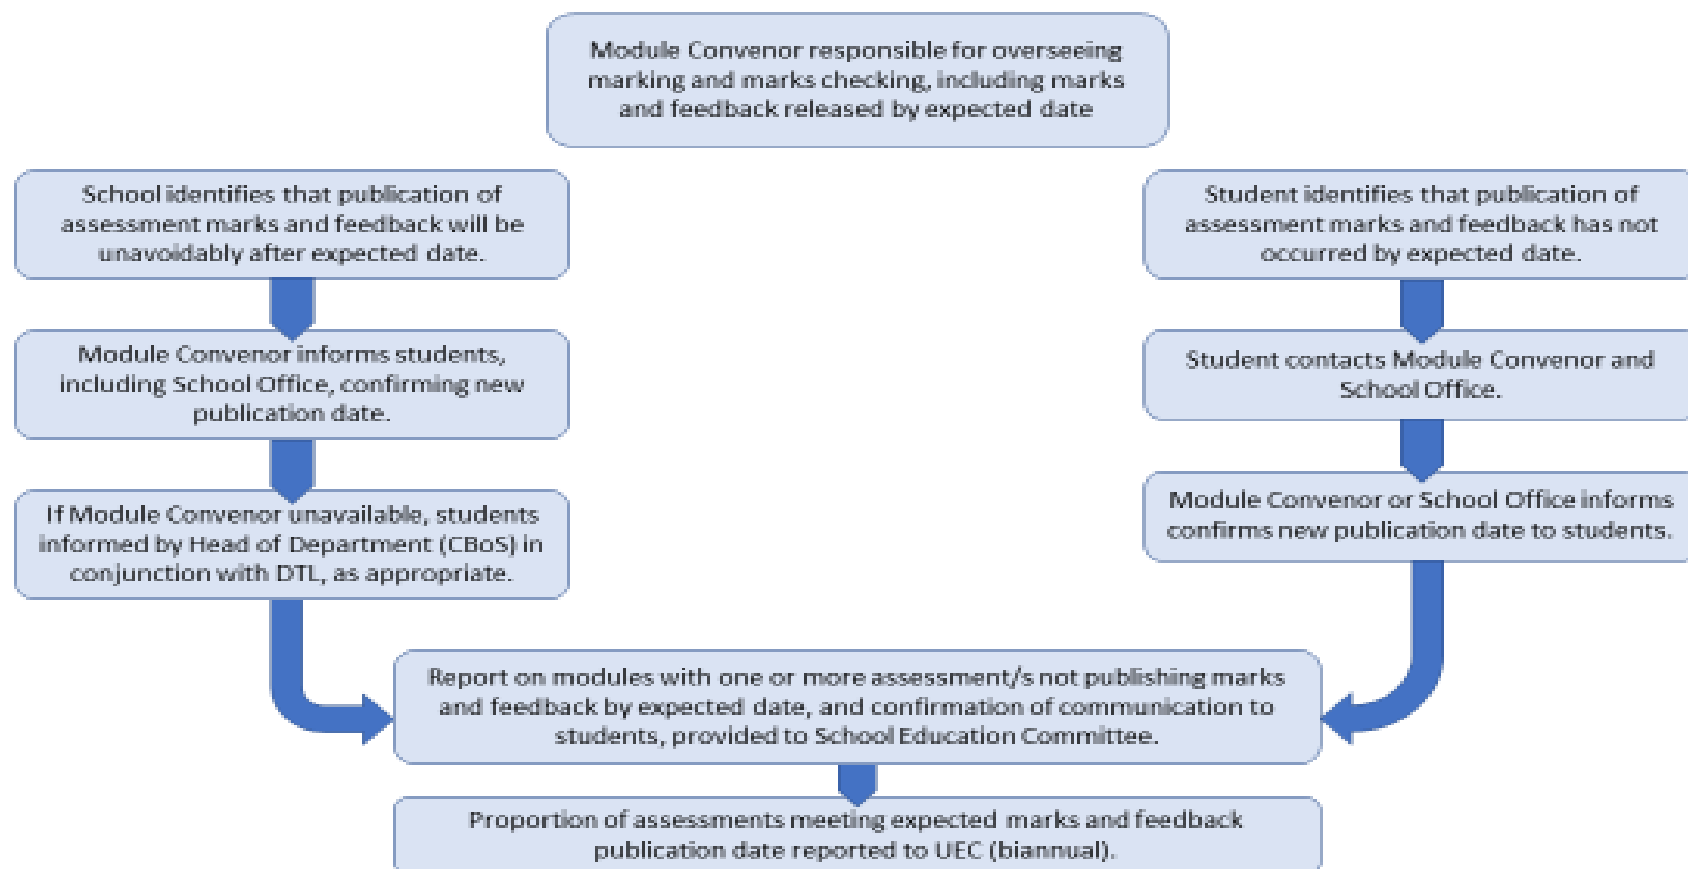 Module Convenor responsible for overseeing
marking and marks checking, including marks
and feedback released by expected date
School identifies that publication of
assessment marks and feedback will be
unavoidably after expected date.
Module Convenor informs students,
including School Office, confirming new
publication date.
If Module Convenor unavailable, students
informed by Head of Department (CBoS) in
conjunction with DTL, as appropriate.
Student identifies that publication of
assessment marks and feedback has not
occurred by expected date.
Student contacts Module Convenor and
School Office.
Module Convenor or School Office informs
confirms new publication date to students.
Report on modules with one or more assessment/s not publishing marks
and feedback by expected date, and confirmation of communication to
students, provided to School Education Committee.
Proportion of assessments meeting expected marks and feedback
publication date reported to UEC (biannual).